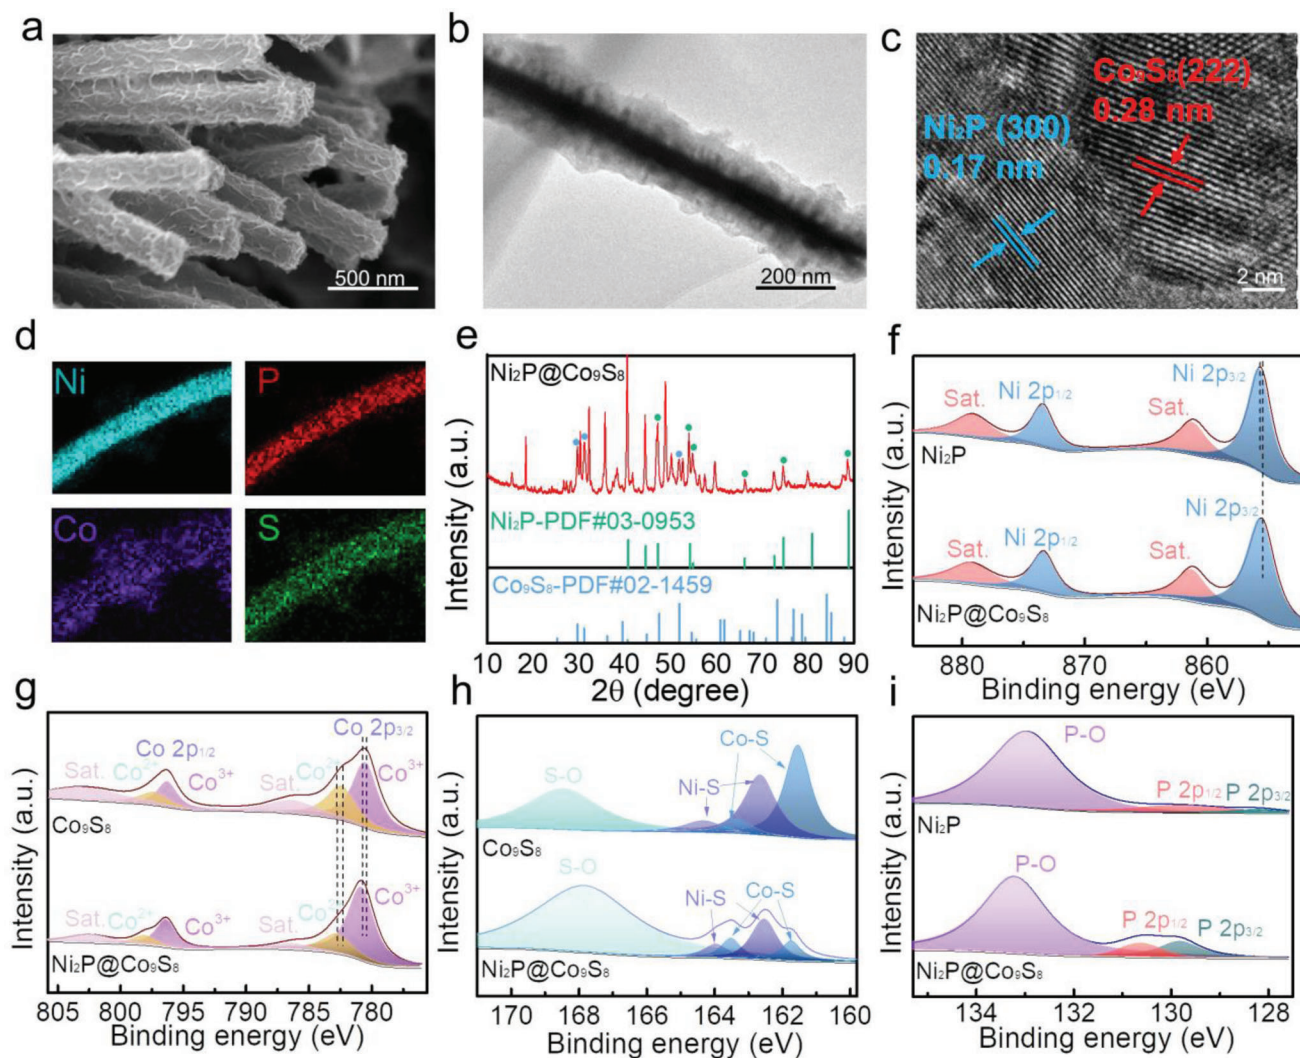 a
500 nm
b
200 nm
c
Co₉S₈(222)
0.28 nm
Ni₂P (300)
0.17 nm
2 nm
d
Ni
P
Co
S
e
Intensity (a.u.)
Ni₂P@Co₉S₈
Ni₂P-PDF#03-0953
Co₉S₈-PDF#02-1459
10 20 30 40 50 60 70 80 90
2θ (degree)
f
Intensity (a.u.)
Sat.
Ni 2p₁/₂
Sat.
Ni 2p₃/₂
Ni₂P
Sat.
Ni 2p₁/₂
Sat.
Ni 2p₃/₂
Ni₂P@Co₉S₈
880 870 860
Binding energy (eV)
g
Intensity (a.u.)
Sat.
Co²⁺
Co 2p₁/₂
Co³⁺
Sat.
Co²⁺
Co 2p₃/₂
Co³⁺
Co₉S₈
Sat.
Co²⁺
Co³⁺
Sat.
Co²⁺
Co³⁺
Ni₂P@Co₉S₈
805 800 795 790 785 780
Binding energy (eV)
h
Intensity (a.u.)
S-O
Ni-S
Co-S
Co₉S₈
S-O
Ni-S
Co-S
Ni₂P@Co₉S₈
170 168 166 164 162 160
Binding energy (eV)
i
Intensity (a.u.)
P-O
P 2p₁/₂
P 2p₃/₂
Ni₂P
P-O
P 2p₁/₂
P 2p₃/₂
Ni₂P@Co₉S₈
134 132 130 128
Binding energy (eV)